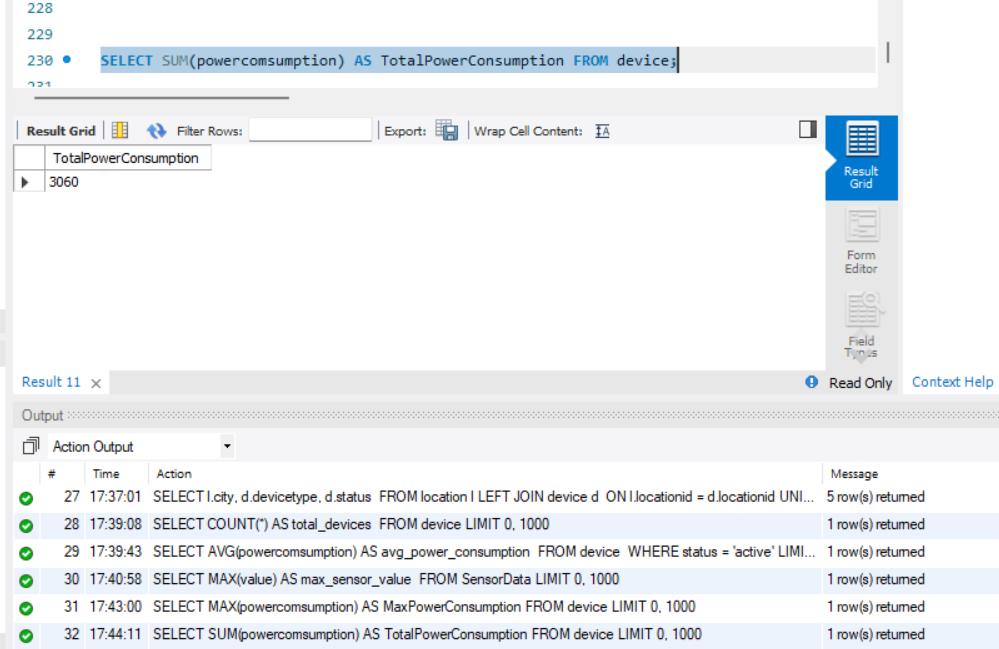 228
229
230 SELECT SUM(powercomsumption) AS TotalPowerConsumption FROM device;
231
Result Grid Filter Rows: Export: Wrap Cell Content:
TotalPowerConsumption
3060
Result
Grid
Form
Editor
Field
Types
Result 11 Read Only Context Help
Output
Action Output
# Time Action Message
27 17:37:01 SELECT l.city, d.devicetype, d.status FROM location l LEFT JOIN device d ON l.locationid = d.locationid UNI... 5 row(s) returned
28 17:39:08 SELECT COUNT(*) AS total_devices FROM device LIMIT 0, 1000 1 row(s) returned
29 17:39:43 SELECT AVG(powercomsumption) AS avg_power_consumption FROM device WHERE status = 'active' LIMI... 1 row(s) returned
30 17:40:58 SELECT MAX(value) AS max_sensor_value FROM SensorData LIMIT 0, 1000 1 row(s) returned
31 17:43:00 SELECT MAX(powercomsumption) AS MaxPowerConsumption FROM device LIMIT 0, 1000 1 row(s) returned
32 17:44:11 SELECT SUM(powercomsumption) AS TotalPowerConsumption FROM device LIMIT 0, 1000 1 row(s) returned